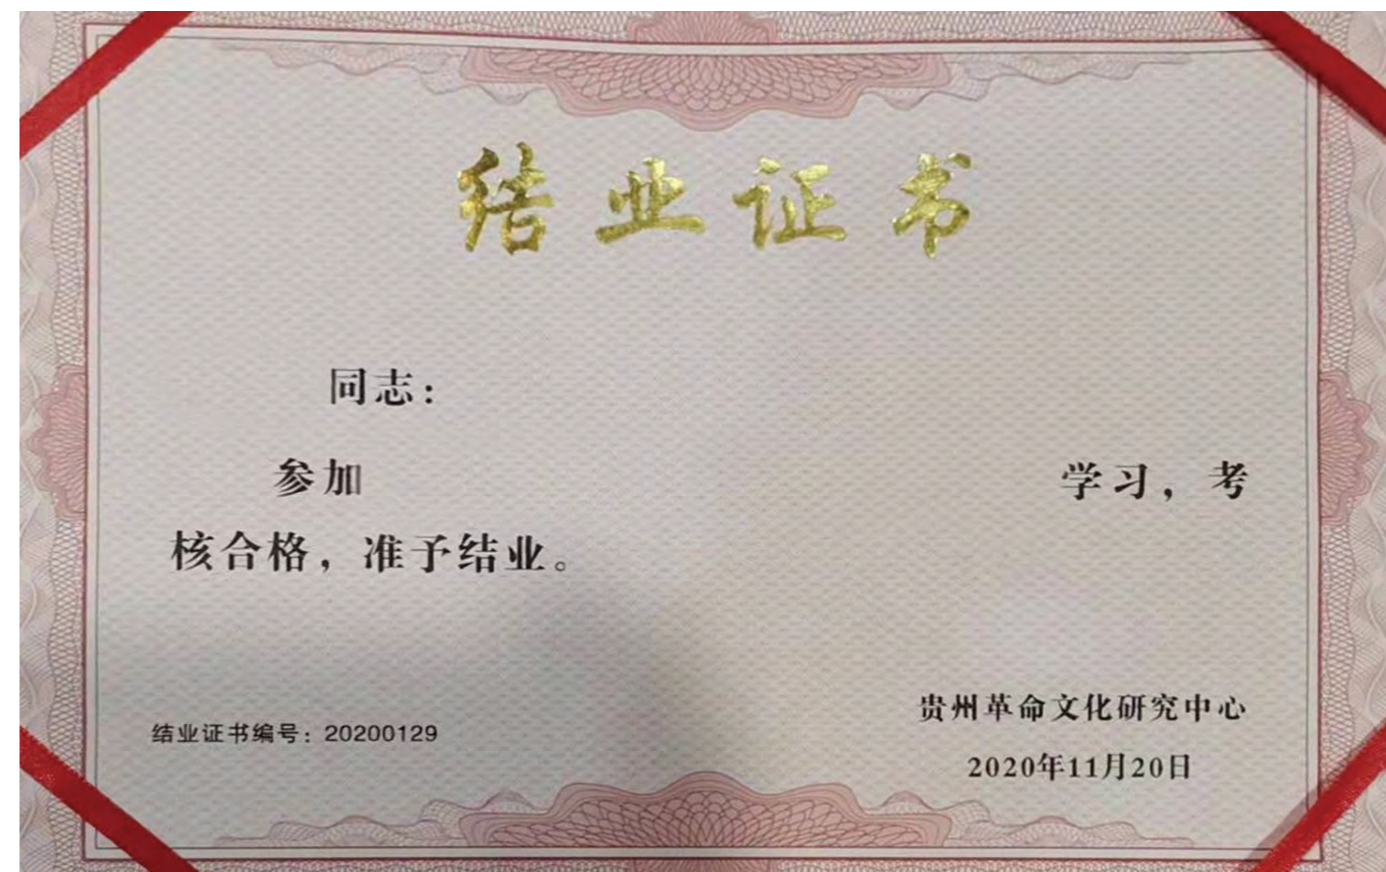 结业证书
同志：
参加 学习，考
核合格，准予结业。
贵州革命文化研究中心
结业证书编号：20200129
2020年11月20日